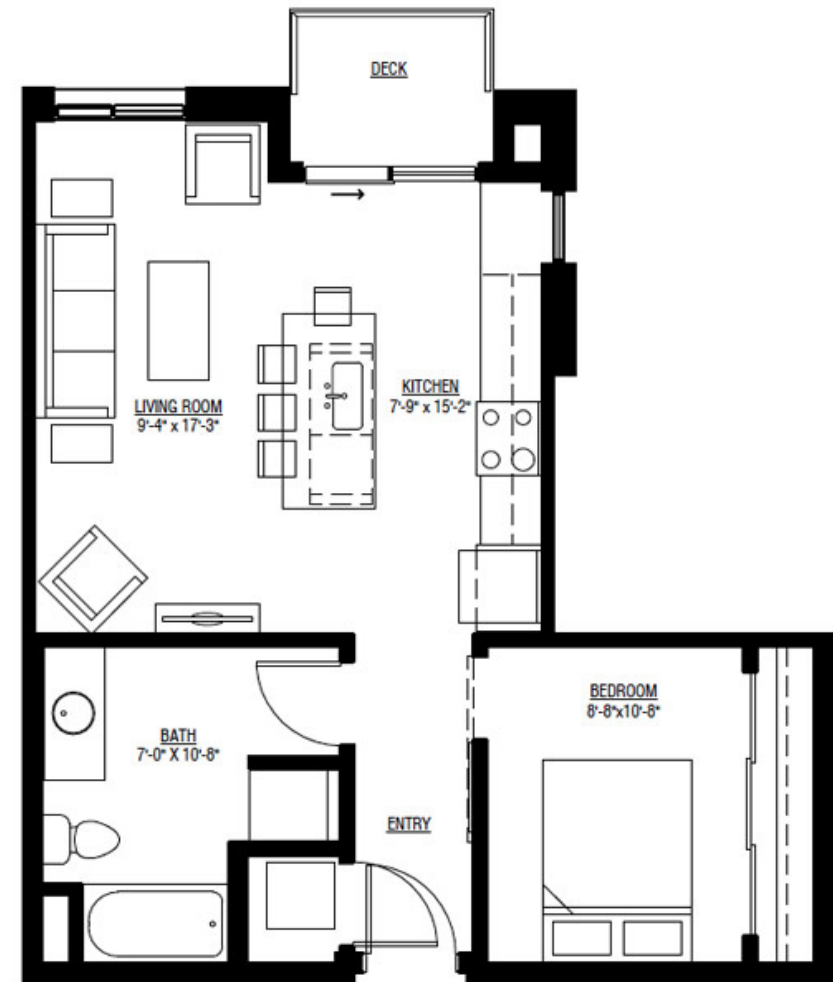 DECK
KITCHEN
7'-9" x 15'-2"
LIVING ROOM
9'-4" x 17'-3"
BEDROOM
8'-8"x10'-8"
BATH
7'-0" X 10'-8"
ENTRY